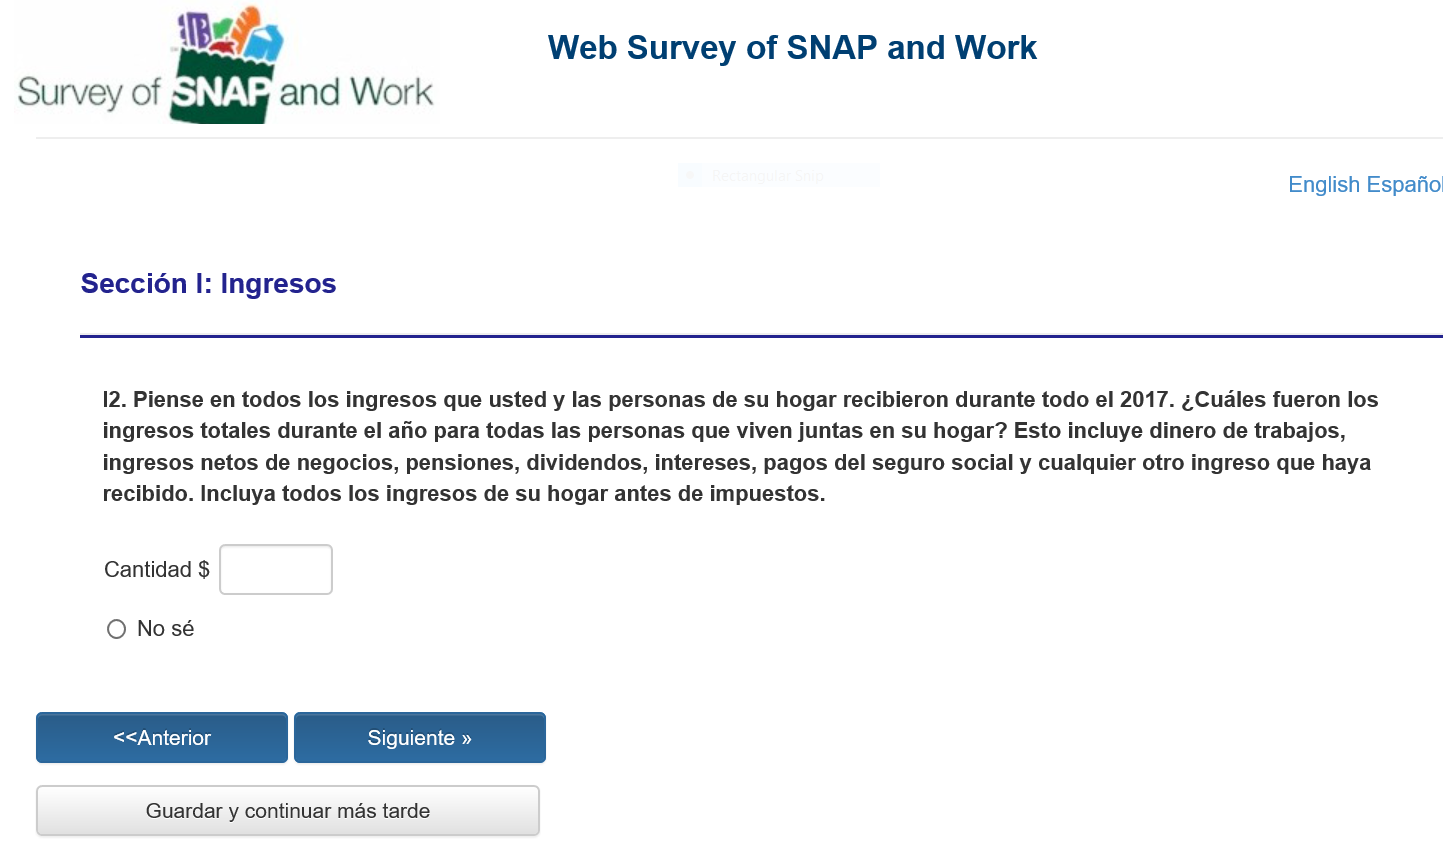 Survey of SNAP and Work
Web Survey of SNAP and Work
Rectangular Snip
English Español
Sección I: Ingresos
I2. Piense en todos los ingresos que usted y las personas de su hogar recibieron durante todo el 2017. ¿Cuáles fueron los
ingresos totales durante el año para todas las personas que viven juntas en su hogar? Esto incluye dinero de trabajos,
ingresos netos de negocios, pensiones, dividendos, intereses, pagos del seguro social y cualquier otro ingreso que haya
recibido. Incluya todos los ingresos de su hogar antes de impuestos.
Cantidad $
No sé
<<Anterior
Siguiente »
Guardar y continuar más tarde